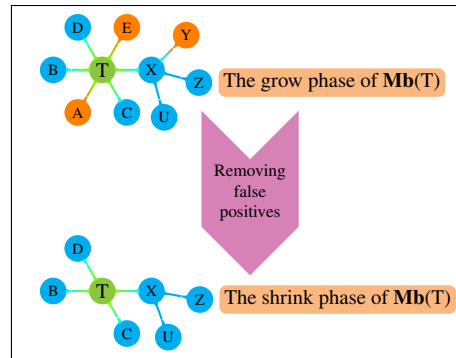 D E Y
B T X Z
A C U
The grow phase of Mb(T)
Removing
false
positives
D
B T X Z
C U
The shrink phase of Mb(T)